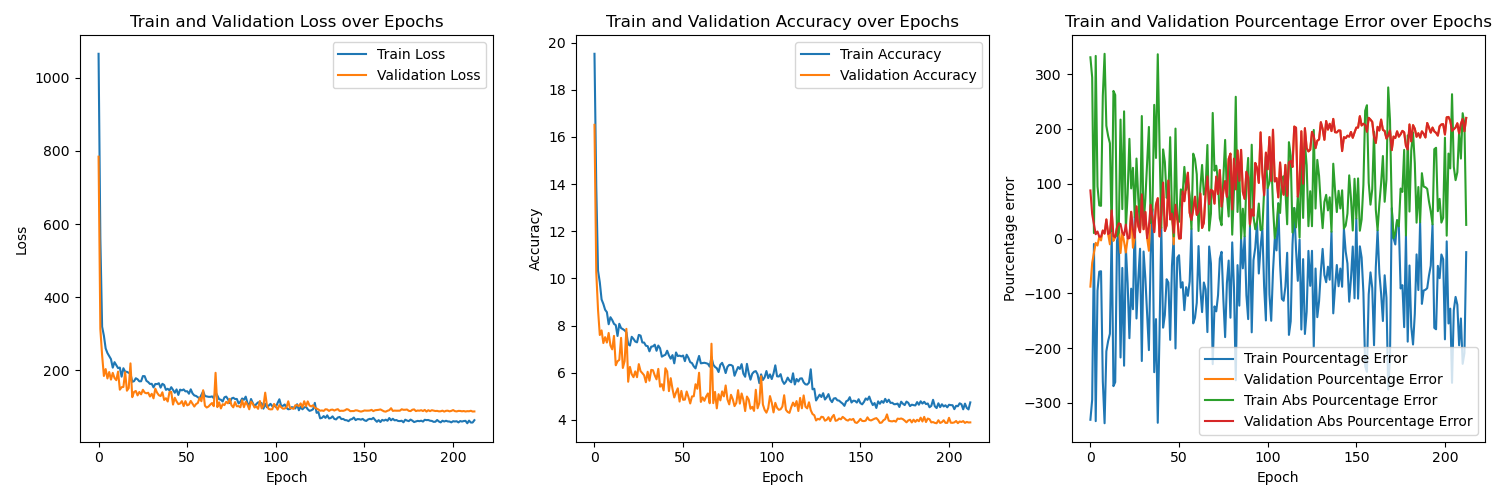 Train and Validation Loss over Epochs
Loss
1000
800
600
400
200
0
50
100
150
200
Epoch
Train Loss
Validation Loss
Train and Validation Accuracy over Epochs
Accuracy
20
18
16
14
12
10
8
6
4
0
50
100
150
200
Epoch
Train Accuracy
Validation Accuracy
Train and Validation Pourcentage Error over Epochs
Pourcentage error
300
200
100
0
−100
−200
−300
0
50
100
150
200
Epoch
Train Pourcentage Error
Validation Pourcentage Error
Train Abs Pourcentage Error
Validation Abs Pourcentage Error